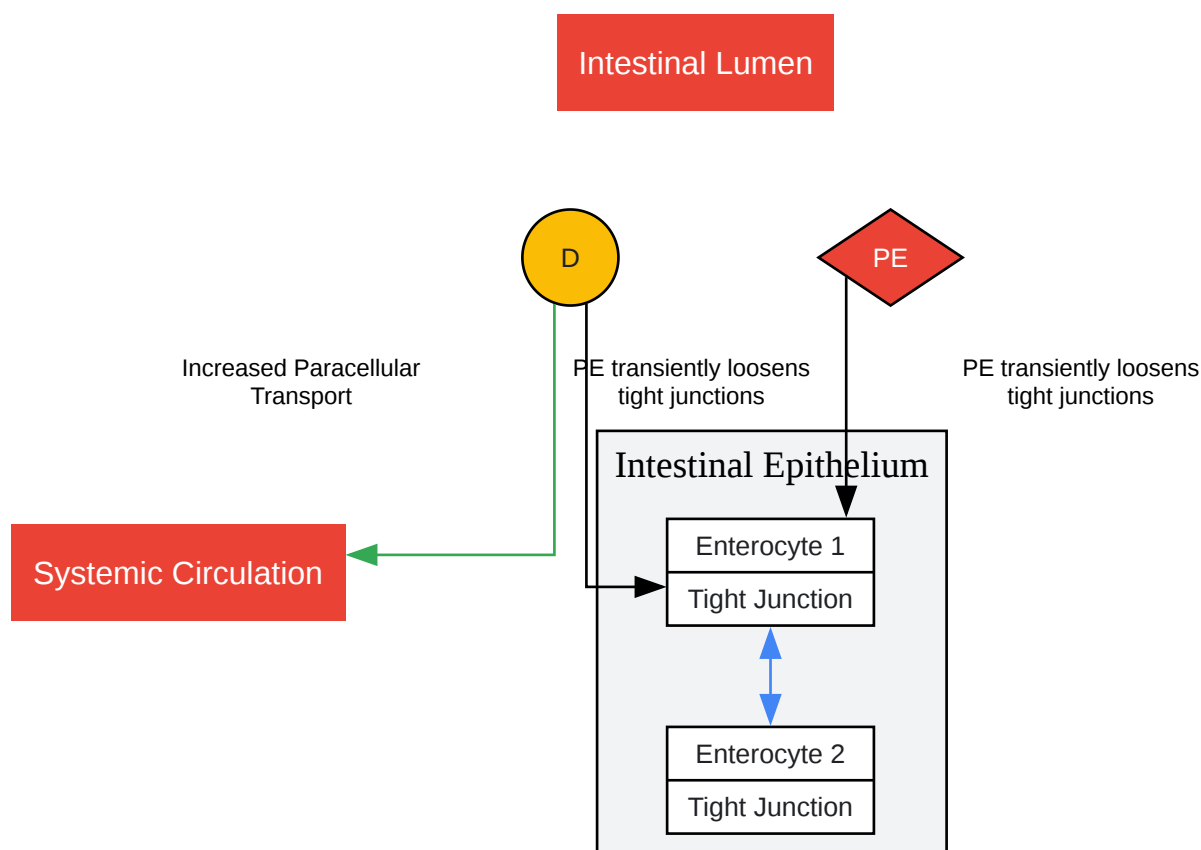 Intestinal Lumen
D
PE
Increased Paracellular
Transport
PE transiently loosens
tight junctions
PE transiently loosens
tight junctions
Intestinal Epithelium
Enterocyte 1
Tight Junction
Systemic Circulation
Enterocyte 2
Tight Junction